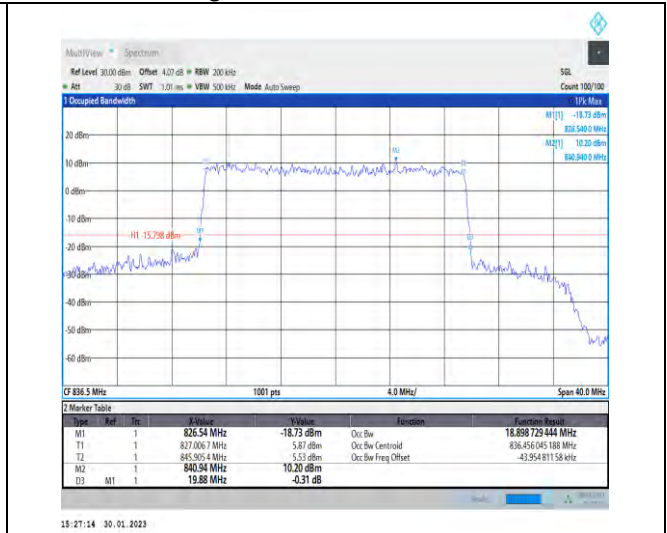 MultiView Spectrum
Ref Level 30.00 dBm Offset 4.07 dB RBW 200 kHz SGL
Att 30 dB SWT 1.01 ms VBW 500 kHz Mode Auto Sweep Count 100/100
1 Occupied Bandwidth 1Pk Max
M1[1] -18.73 dBm
826.540 0 MHz
M2[1] 10.20 dBm
840.940 0 MHz
20 dBm
10 dBm
0 dBm
-10 dBm
-20 dBm
-30 dBm
-40 dBm
-50 dBm
-60 dBm
M2
H1 -15.798 dBm
M1
CF 836.5 MHz 1001 pts 4.0 MHz/ Span 40.0 MHz
2 Marker Table
Type Ref Trc X-Value Y-Value Function Function Result
M1 1 826.54 MHz -18.73 dBm Occ Bw 18.898 729 444 MHz
T1 1 827.006 7 MHz 5.87 dBm Occ Bw Centroid 836.456 045 188 MHz
T2 1 845.905 4 MHz 5.53 dBm Occ Bw Freq Offset -43.954 811 58 kHz
M2 1 840.94 MHz 10.20 dBm
D3 M1 1 19.88 MHz -0.31 dB
15:27:14 30.01.2023